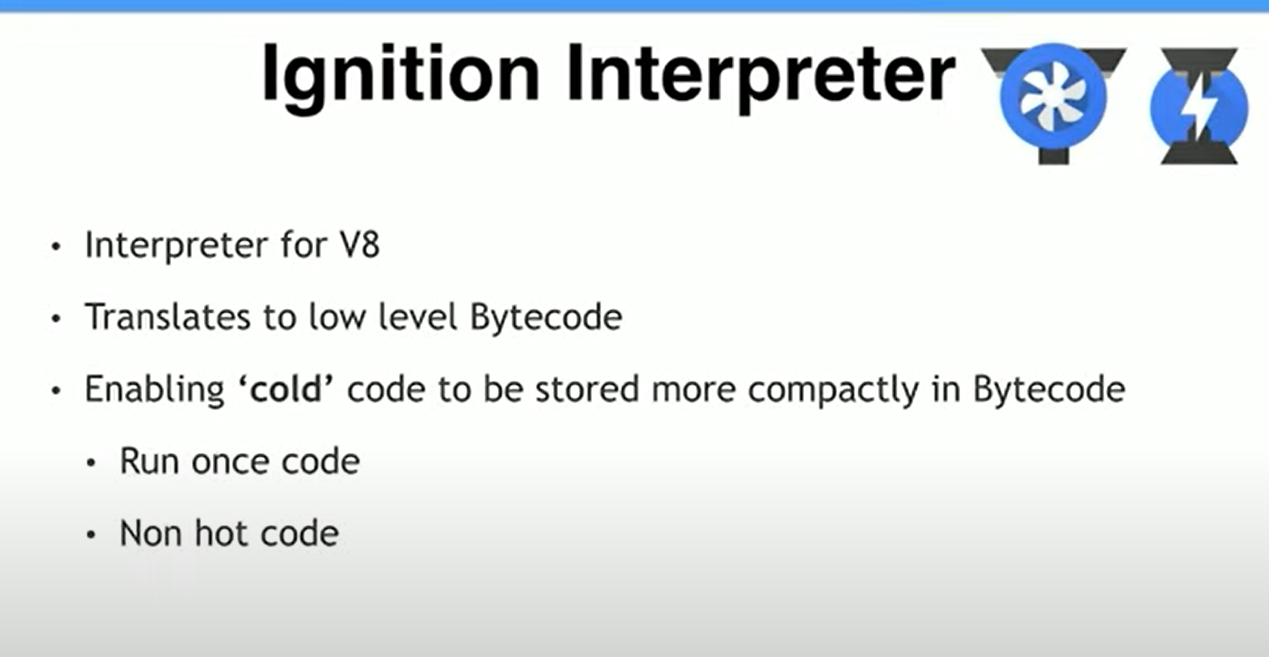 Ignition Interpreter
• Interpreter for V8
• Translates to low level Bytecode
• Enabling ‘cold’ code to be stored more compactly in Bytecode
• Run once code
• Non hot code